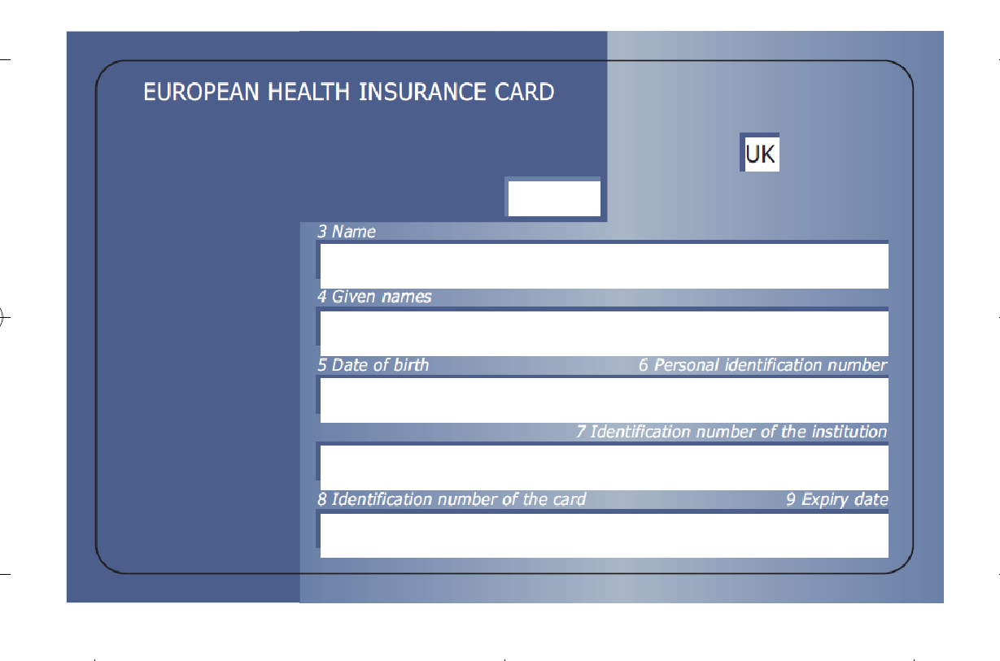 EUROPEAN HEALTH INSURANCE CARD
UK
3 Name
4 Given names
5 Date of birth 6 Personal identification number
7 Identification number of the institution
8 Identification number of the card 9 Expiry date